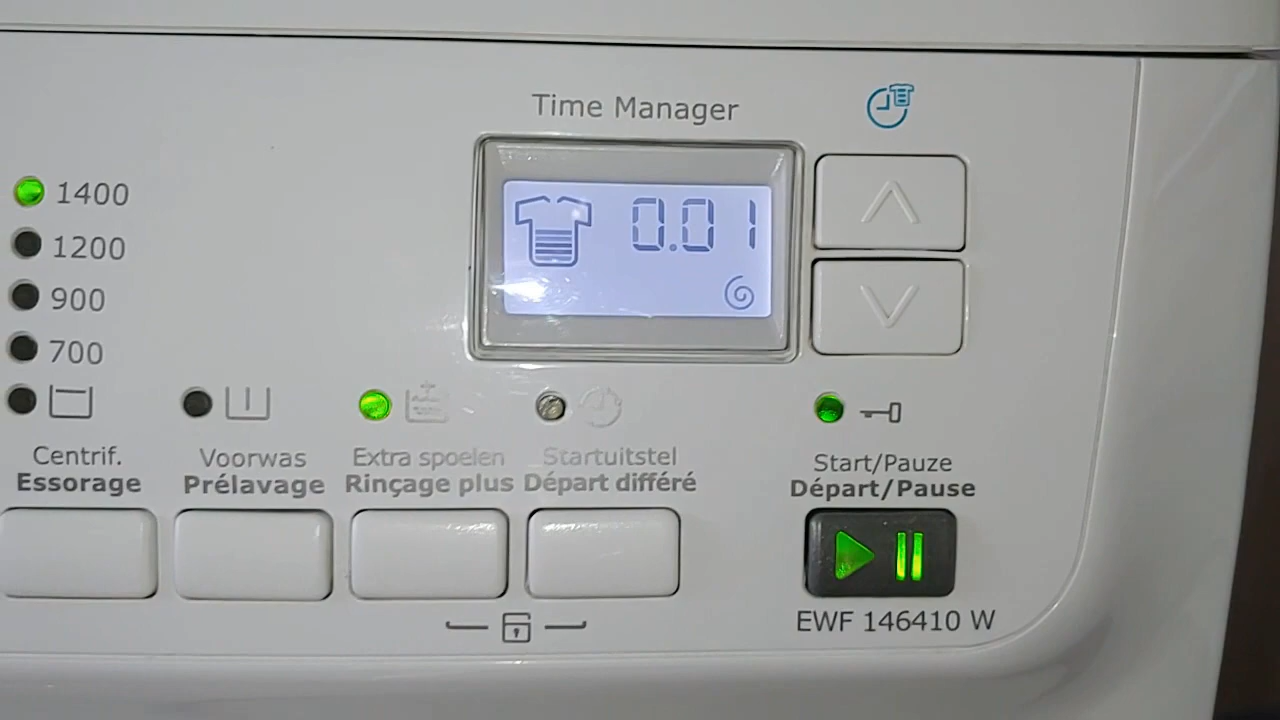 Time Manager
0.01
1400
1200
900
700
Centrif.
Essorage
Voorwas
Prélavage
Extra spoelen
Rinçage plus
Startuitstel
Départ différé
Start/Pauze
Départ/Pause
EWF 146410 W